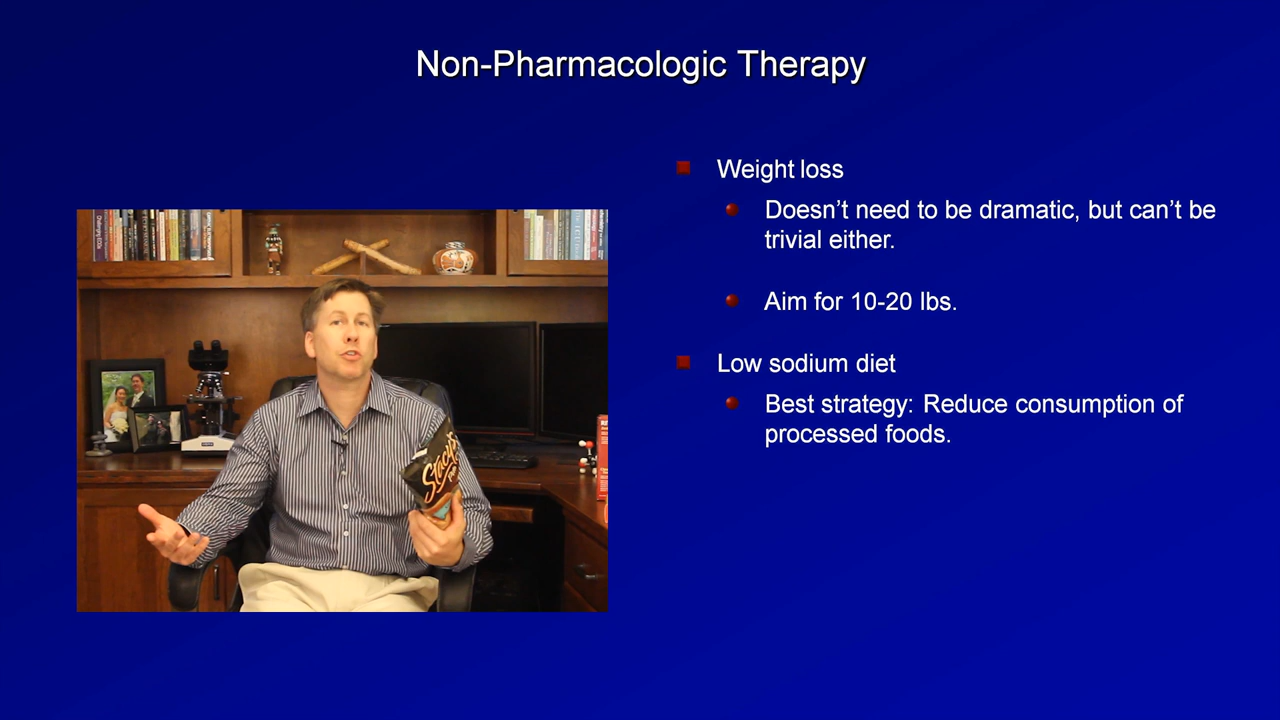 Non-Pharmacologic Therapy
Weight loss
Doesn't need to be dramatic, but can't be
trivial either.
Aim for 10-20 lbs.
Low sodium diet
Best strategy: Reduce consumption of
processed foods.
Stacy's